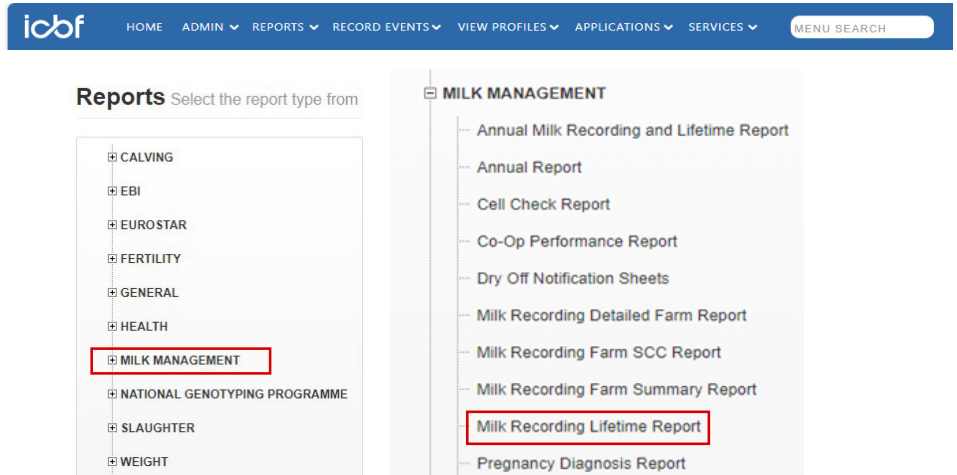 icbf
HOME ADMIN REPORTS RECORD EVENTS VIEW PROFILES APPLICATIONS SERVICES MENU SEARCH
Reports Select the report type from
CALVING
EBI
EUROSTAR
FERTILITY
GENERAL
HEALTH
MILK MANAGEMENT
NATIONAL GENOTYPING PROGRAMME
SLAUGHTER
WEIGHT
MILK MANAGEMENT
Annual Milk Recording and Lifetime Report
Annual Report
Cell Check Report
Co-Op Performance Report
Dry Off Notification Sheets
Milk Recording Detailed Farm Report
Milk Recording Farm SCC Report
Milk Recording Farm Summary Report
Milk Recording Lifetime Report
Pregnancy Diagnosis Report